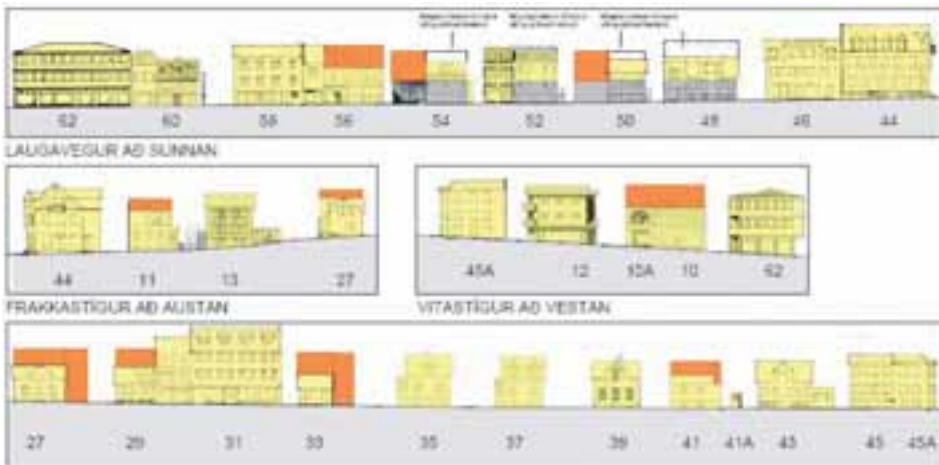 62 60 58 56 54 52 50 48 46 44
LAUGAVEGUR AÐ SUNNAN
44 11 13 27
45A 12 10A 10 62
FRAKKASTÍGUR AÐ AUSTAN
VITASTÍGUR AÐ VESTAN
27 29 31 33 35 37 39 41 41A 43 45 45A